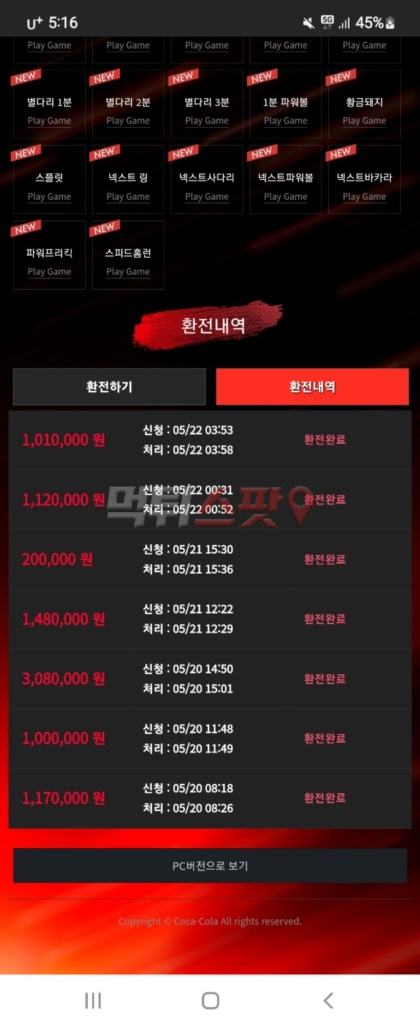 U+ 5:16 5G 45%
Play Game Play Game Play Game Play Game Play Game
NEW NEW NEW NEW NEW
별다리 1분 별다리 2분 별다리 3분 1분 파워볼 황금돼지
Play Game Play Game Play Game Play Game Play Game
NEW NEW NEW NEW NEW
스플릿 넥스트 링 넥스트사다리 넥스트파워볼 넥스트바카라
Play Game Play Game Play Game Play Game Play Game
NEW NEW
파워프리킥 스피드홈런
Play Game Play Game
환전내역
환전하기 환전내역
신청 : 05/22 03:53
1,010,000 원 환전완료
처리 : 05/22 03:58
신청 : 05/22 00:31
1,120,000 원 환전완료
처리 : 05/22 00:52
먹튀스팟
신청 : 05/21 15:30
200,000 원 환전완료
처리 : 05/21 15:36
신청 : 05/21 12:22
1,480,000 원 환전완료
처리 : 05/21 12:29
신청 : 05/20 14:50
3,080,000 원 환전완료
처리 : 05/20 15:01
신청 : 05/20 11:48
1,000,000 원 환전완료
처리 : 05/20 11:49
신청 : 05/20 08:18
1,170,000 원 환전완료
처리 : 05/20 08:26
PC버전으로 보기
Copyright © Coca-Cola All rights reserved.